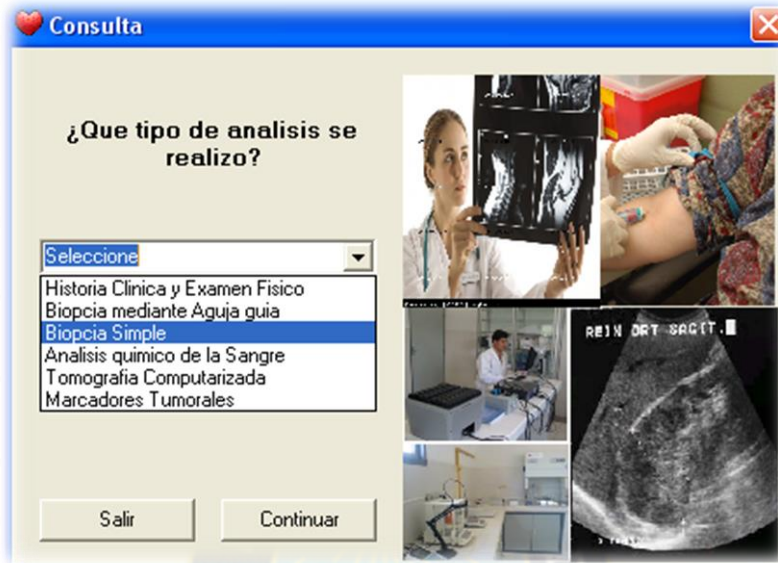 Consulta
¿Que tipo de analisis se
realizo?
Seleccione
Historia Clinica y Examen Fisico
Biopcia mediante Aguja guia
Biopcia Simple
Analisis quimico de la Sangre
Tomografia Computarizada
Marcadores Tumorales
Salir
Continuar
REIN DRT SAGIT.